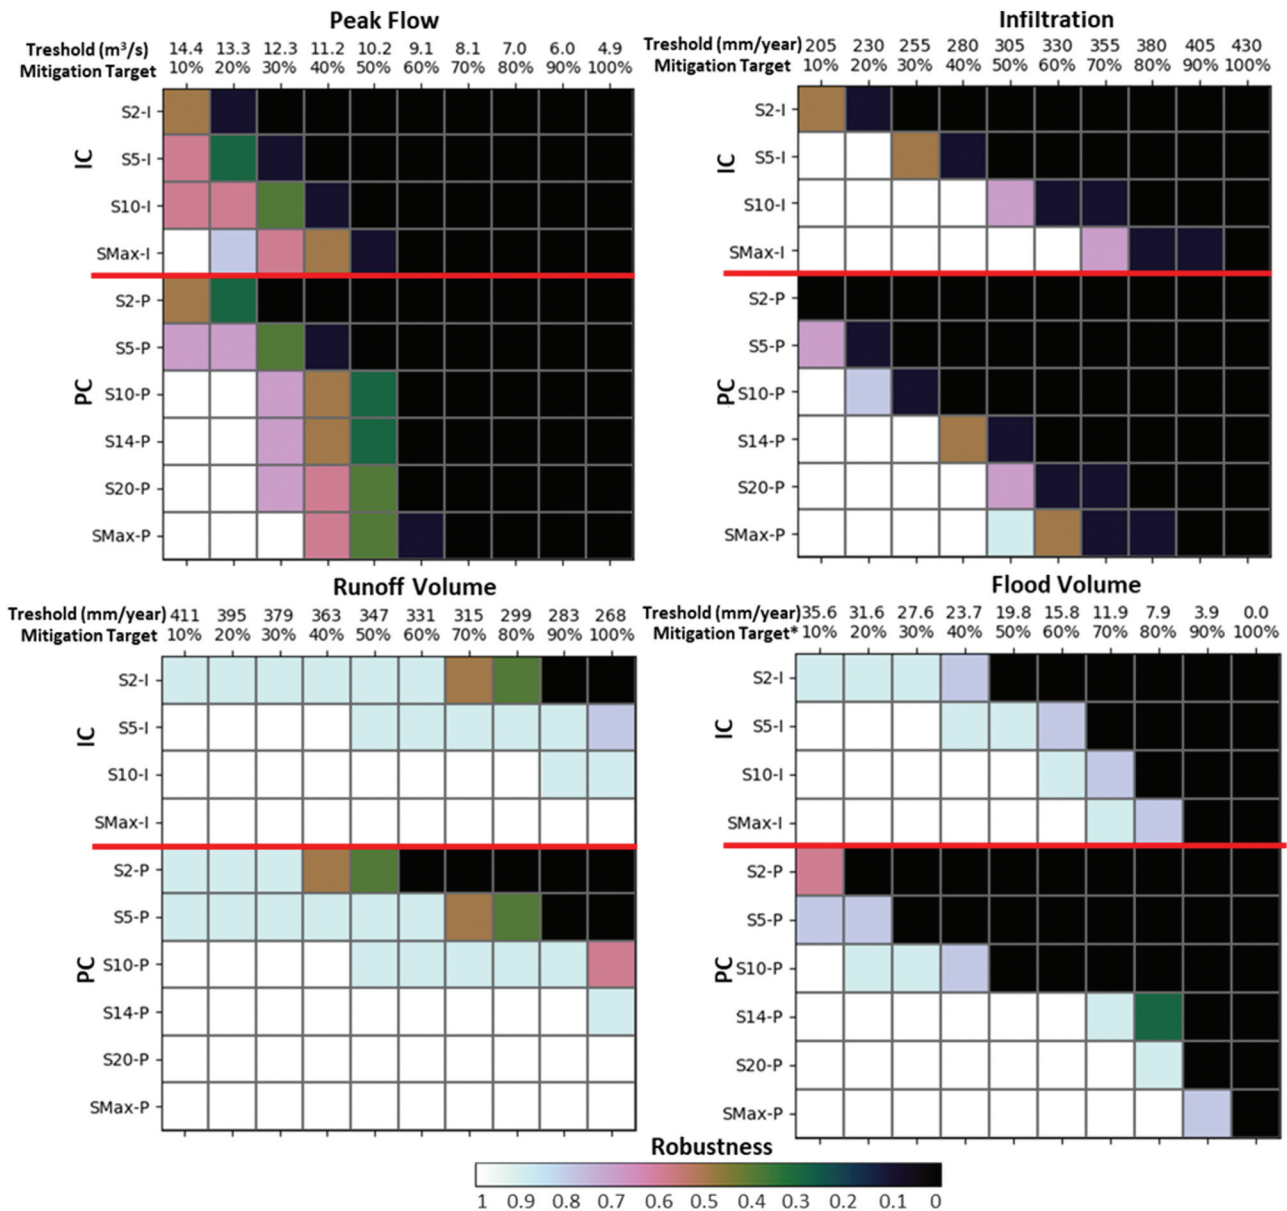 Peak Flow
Treshold (m³/s) 14.4 13.3 12.3 11.2 10.2 9.1 8.1 7.0 6.0 4.9
Mitigation Target 10% 20% 30% 40% 50% 60% 70% 80% 90% 100%
IC
S2-I
S5-I
S10-I
SMax-I
PC
S2-P
S5-P
S10-P
S14-P
S20-P
SMax-P
Infiltration
Treshold (mm/year) 205 230 255 280 305 330 355 380 405 430
Mitigation Target 10% 20% 30% 40% 50% 60% 70% 80% 90% 100%
IC
S2-I
S5-I
S10-I
SMax-I
PC
S2-P
S5-P
S10-P
S14-P
S20-P
SMax-P
Runoff Volume
Treshold (mm/year) 411 395 379 363 347 331 315 299 283 268
Mitigation Target 10% 20% 30% 40% 50% 60% 70% 80% 90% 100%
IC
S2-I
S5-I
S10-I
SMax-I
PC
S2-P
S5-P
S10-P
S14-P
S20-P
SMax-P
Flood Volume
Treshold (mm/year) 35.6 31.6 27.6 23.7 19.8 15.8 11.9 7.9 3.9 0.0
Mitigation Target* 10% 20% 30% 40% 50% 60% 70% 80% 90% 100%
IC
S2-I
S5-I
S10-I
SMax-I
PC
S2-P
S5-P
S10-P
S14-P
S20-P
SMax-P
Robustness
1 0.9 0.8 0.7 0.6 0.5 0.4 0.3 0.2 0.1 0